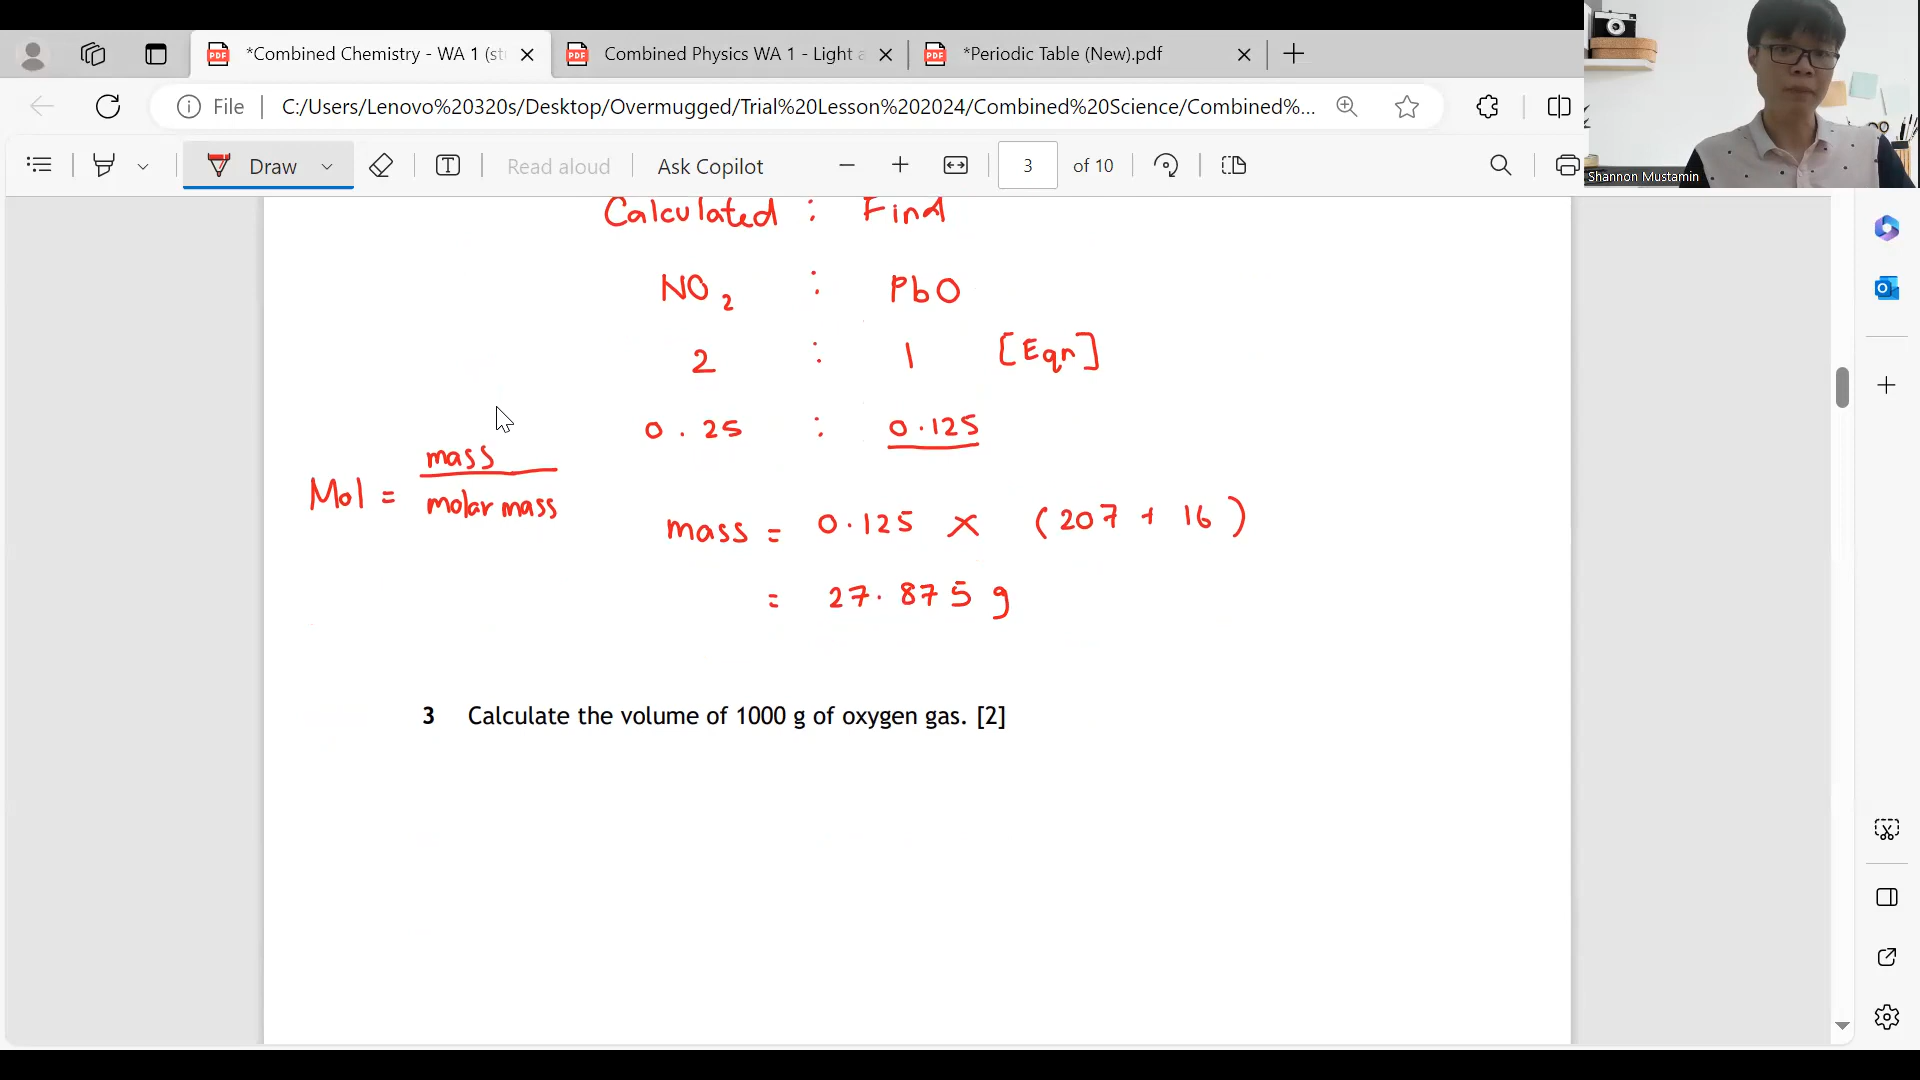 *Combined Chemistry - WA 1 (st
Combined Physics WA 1 - Light a
*Periodic Table (New).pdf
File
C:/Users/Lenovo%20320s/Desktop/Overmugged/Trial%20Lesson%202024/Combined%20Science/Combined%...
Draw
Read aloud
Ask Copilot
3
of 10
Shannon Mustamin
Calculated : Find
NO₂ : PbO
2 : 1 [Eqn]
0.25 : 0.125
Mol = mass
molar mass
mass = 0.125 × (207 + 16)
= 27.875 g
3 Calculate the volume of 1000 g of oxygen gas. [2]